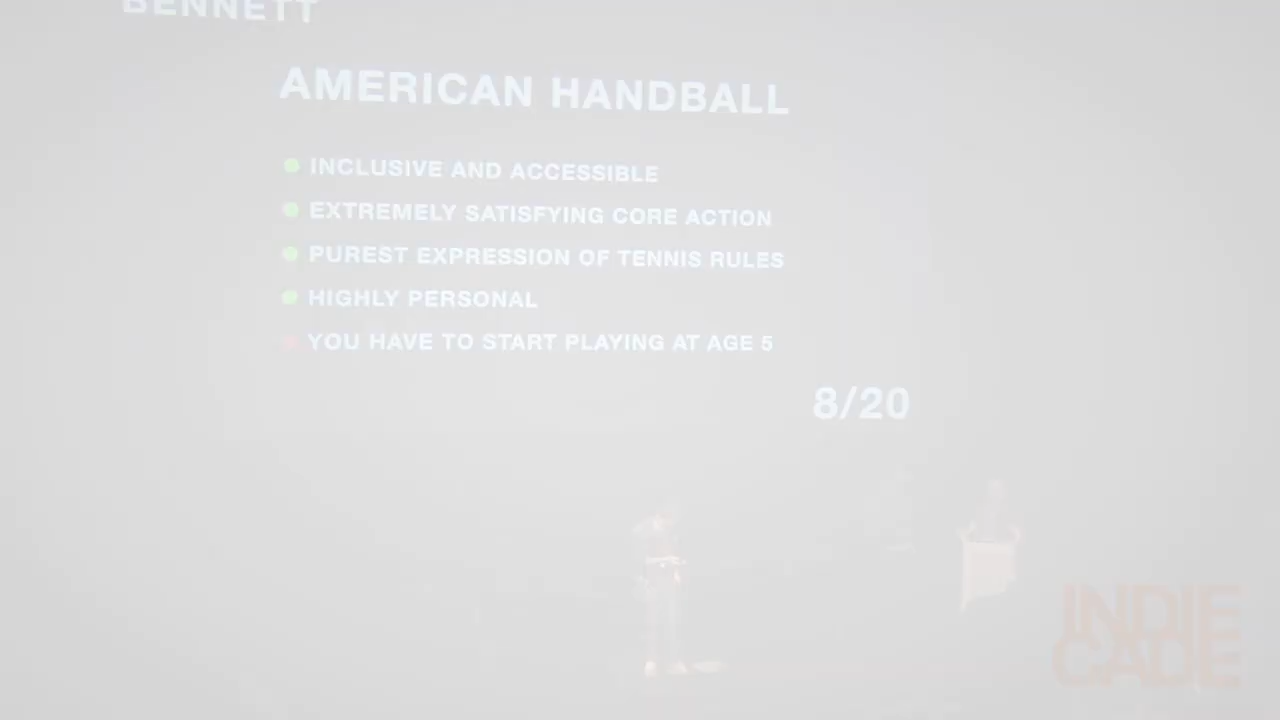 BENNETT
AMERICAN HANDBALL
INCLUSIVE AND ACCESSIBLE
EXTREMELY SATISFYING CORE ACTION
PUREST EXPRESSION OF TENNIS RULES
HIGHLY PERSONAL
YOU HAVE TO START PLAYING AT AGE 5
8/20
INDIE
CADE